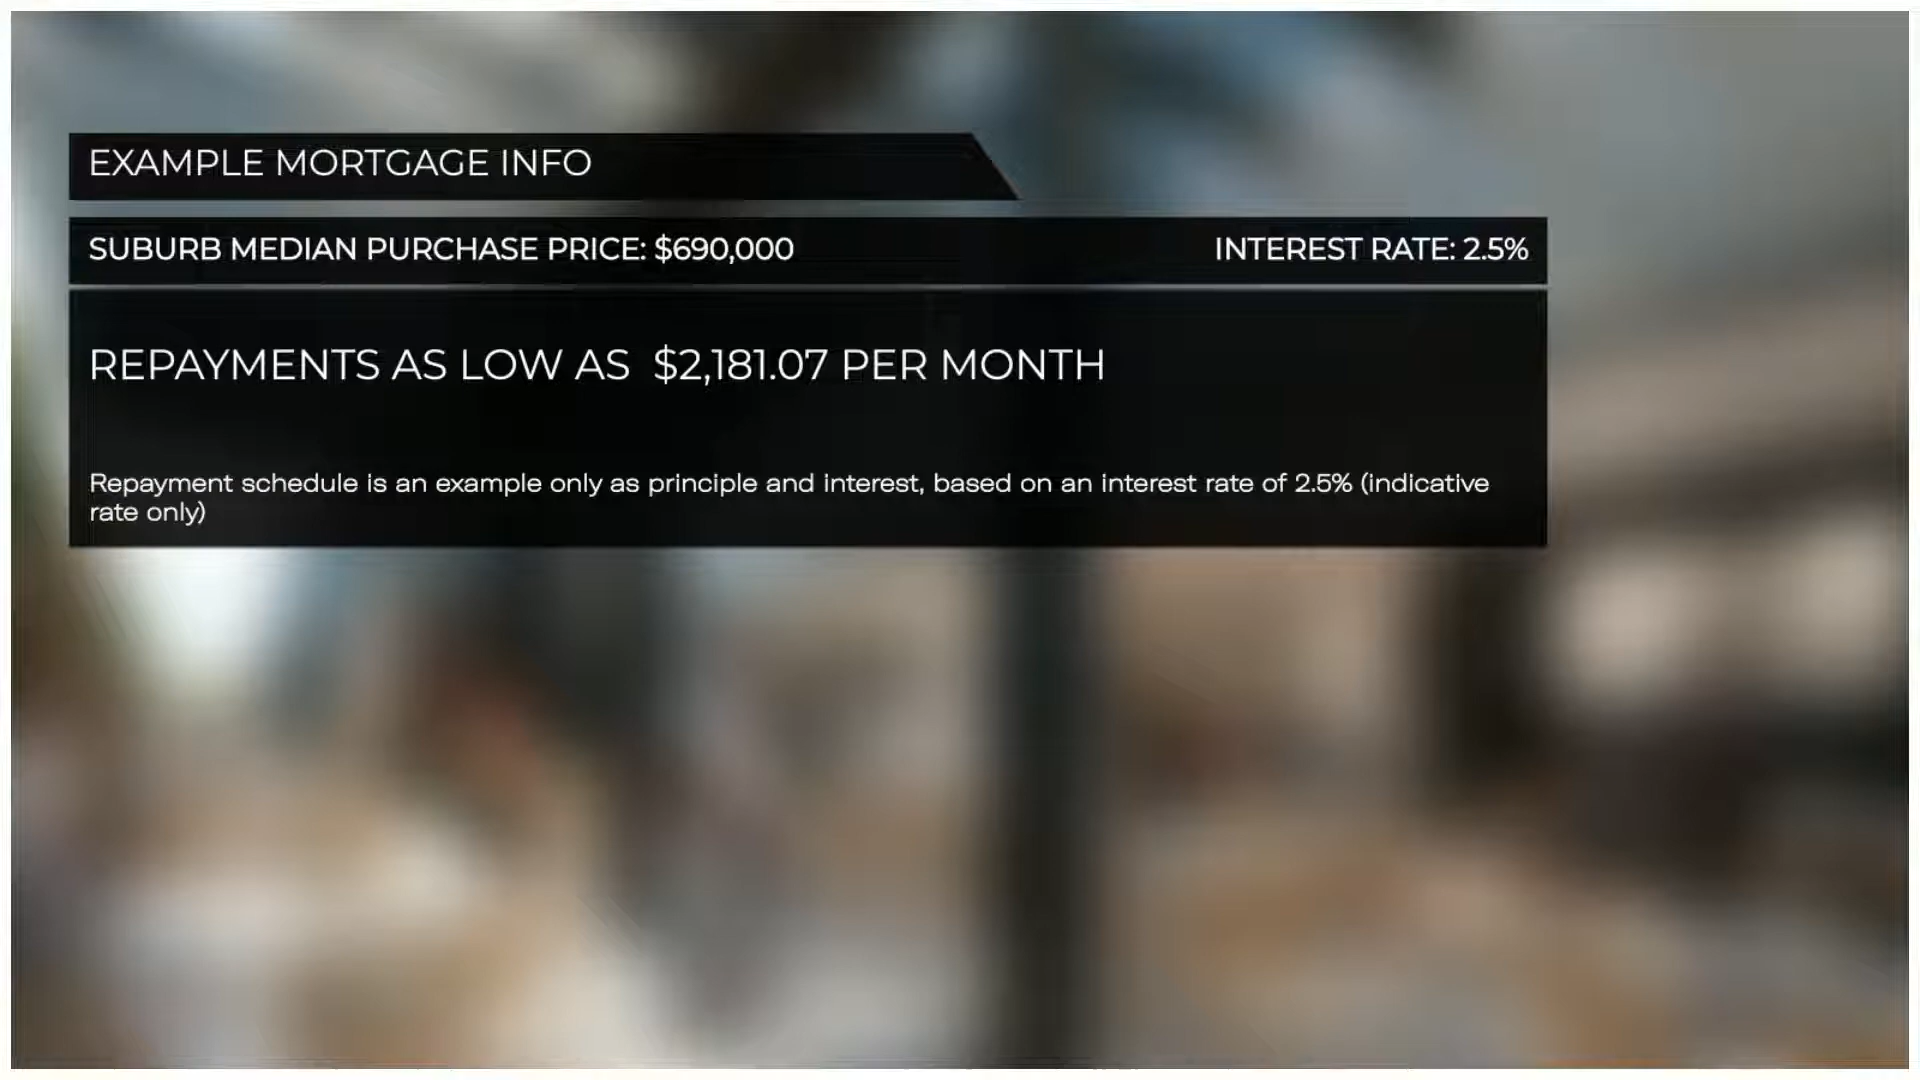 EXAMPLE MORTGAGE INFO
SUBURB MEDIAN PURCHASE PRICE: $690,000 INTEREST RATE: 2.5%
REPAYMENTS AS LOW AS $2,181.07 PER MONTH
Repayment schedule is an example only as principle and interest, based on an interest rate of 2.5% (indicative
rate only)